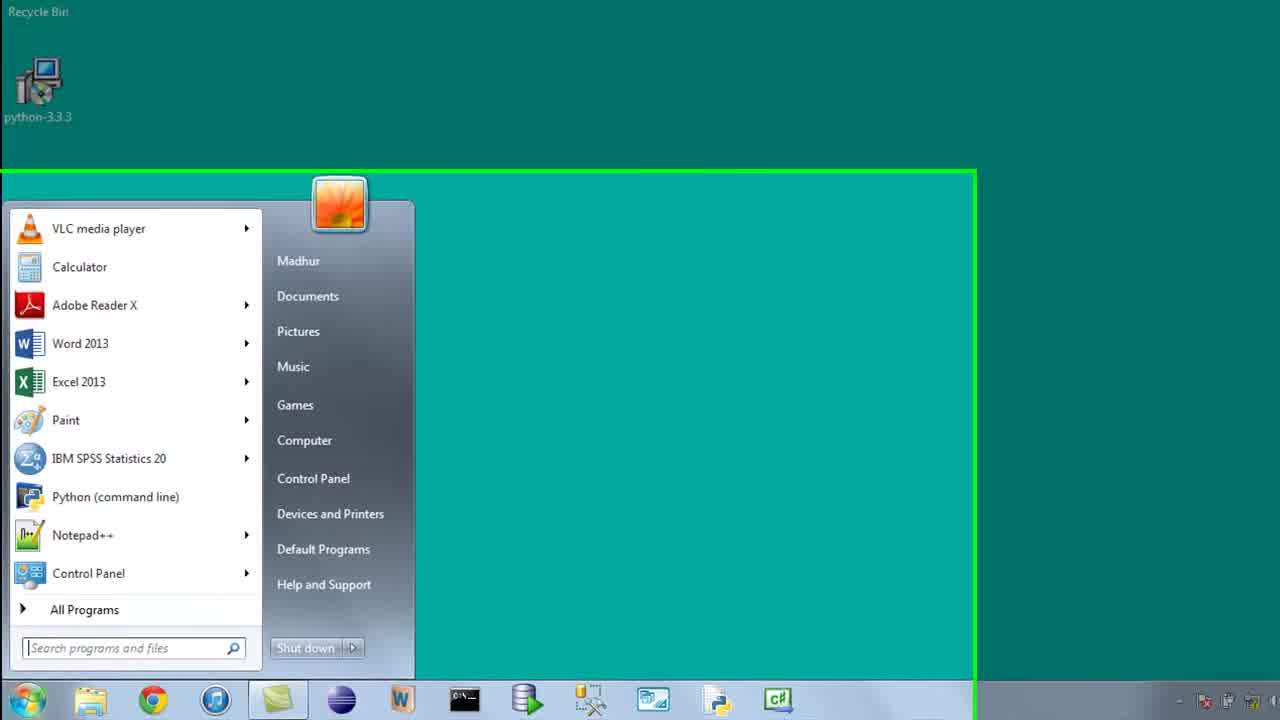 Recycle Bin
python-3.3.3
VLC media player
Calculator
Adobe Reader X
Word 2013
Excel 2013
Paint
IBM SPSS Statistics 20
Python (command line)
Notepad++
Control Panel
All Programs
Search programs and files
Madhur
Documents
Pictures
Music
Games
Computer
Control Panel
Devices and Printers
Default Programs
Help and Support
Shut down